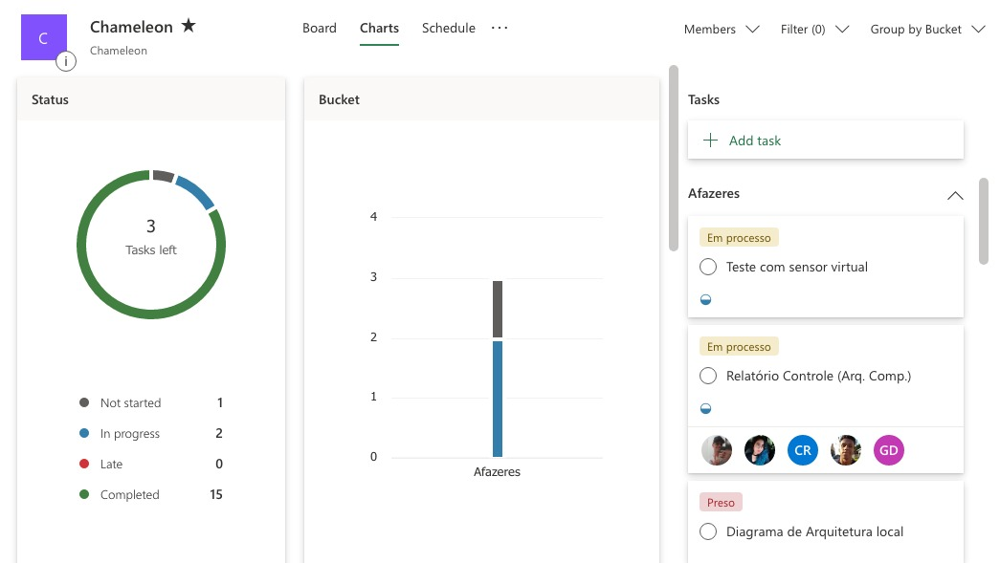 C
Chameleon ★
Chameleon
i
Board Charts Schedule ...
Members Filter (0) Group by Bucket
Status
3
Tasks left
Not started 1
In progress 2
Late 0
Completed 15
Bucket
4
3
2
1
0
Afazeres
Tasks
+ Add task
Afazeres
Em processo
Teste com sensor virtual
Em processo
Relatório Controle (Arq. Comp.)
CR
GD
Preso
Diagrama de Arquitetura local